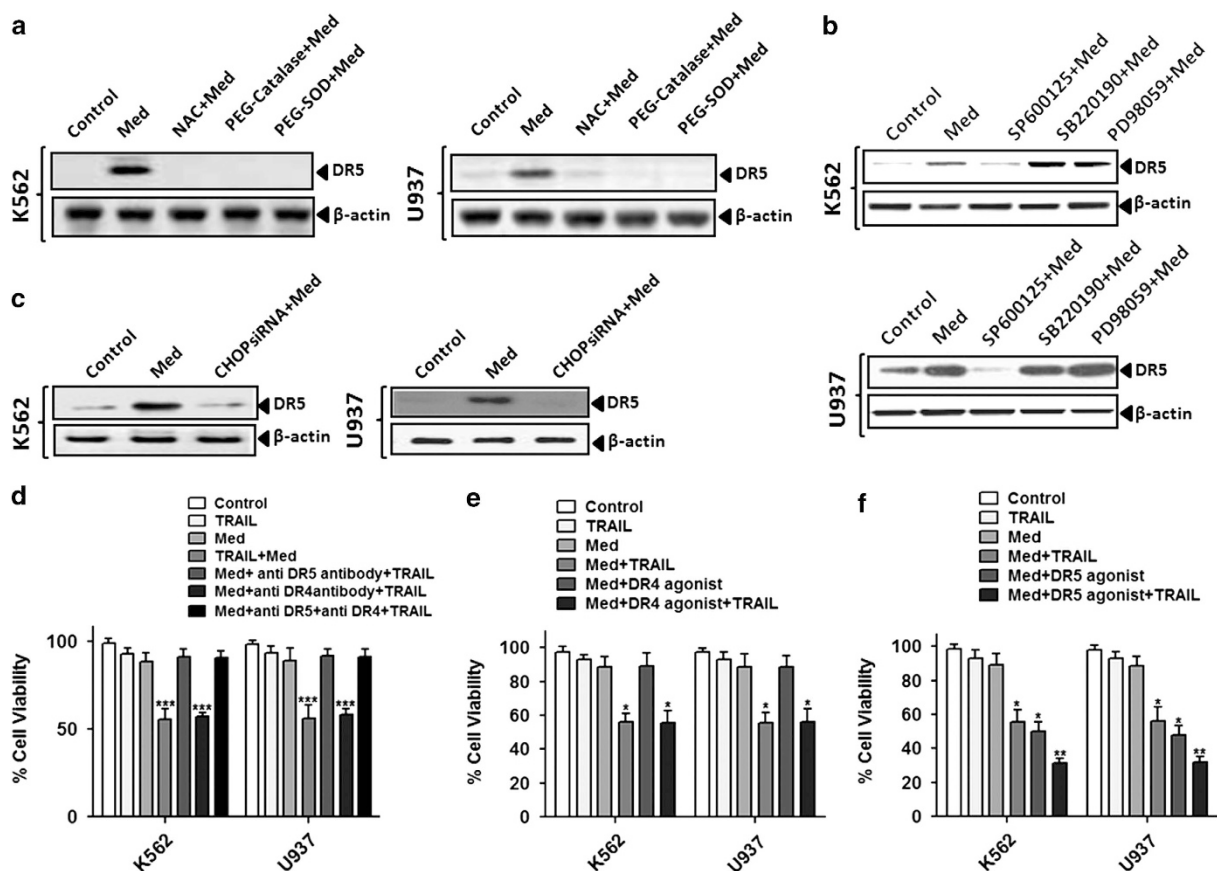 a
Control
Med
NAC+Med
PEG-Catalase+Med
PEG-SOD+Med
K562
DR5
β-actin
Control
Med
NAC+Med
PEG-Catalase+Med
PEG-SOD+Med
U937
DR5
β-actin
b
Control
Med
SP600125+Med
SB220190+Med
PD98059+Med
K562
DR5
β-actin
Control
Med
SP600125+Med
SB220190+Med
PD98059+Med
U937
DR5
β-actin
c
Control
Med
CHOPsiRNA+Med
K562
DR5
β-actin
Control
Med
CHOPsiRNA+Med
U937
DR5
β-actin
d
Control
TRAIL
Med
TRAIL+Med
Med+ anti DR5 antibody+TRAIL
Med+anti DR4antibody+TRAIL
Med+anti DR5+anti DR4+TRAIL
% Cell Viability
100
50
0
***
***
***
***
K562
U937
e
Control
TRAIL
Med
Med+TRAIL
Med+DR4 agonist
Med+DR4 agonist+TRAIL
% Cell Viability
100
80
60
40
20
0
*
*
*
*
K562
U937
f
Control
TRAIL
Med
Med+TRAIL
Med+DR5 agonist
Med+DR5 agonist+TRAIL
% Cell Viability
100
80
60
40
20
0
*
*
**
*
*
**
K562
U937